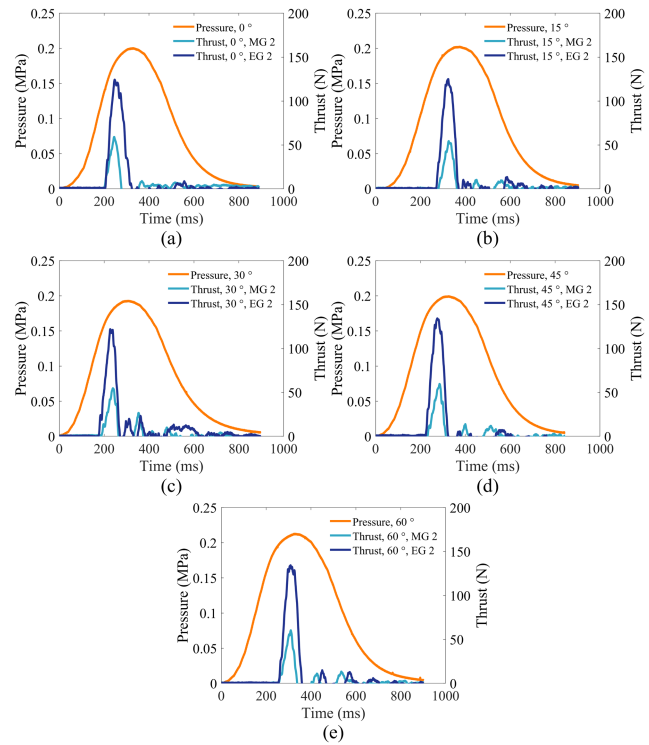 0.25 200
Pressure, 0 °
Thrust, 0 °, MG 2
Thrust, 0 °, EG 2
0.2
150
0.15
100
0.1
50
0.05
0 0
0 200 400 600 800 1000
Pressure (MPa)
Thrust (N)
Time (ms)
(a)
0.25 200
Pressure, 15 °
Thrust, 15 °, MG 2
Thrust, 15 °, EG 2
0.2
150
0.15
100
0.1
50
0.05
0 0
0 200 400 600 800 1000
Pressure (MPa)
Thrust (N)
Time (ms)
(b)
0.25 200
Pressure, 30 °
Thrust, 30 °, MG 2
Thrust, 30 °, EG 2
0.2
150
0.15
100
0.1
50
0.05
0 0
0 200 400 600 800 1000
Pressure (MPa)
Thrust (N)
Time (ms)
(c)
0.25 200
Pressure, 45 °
Thrust, 45 °, MG 2
Thrust, 45 °, EG 2
0.2
150
0.15
100
0.1
50
0.05
0 0
0 200 400 600 800 1000
Pressure (MPa)
Thrust (N)
Time (ms)
(d)
0.25 200
Pressure, 60 °
Thrust, 60 °, MG 2
Thrust, 60 °, EG 2
0.2
150
0.15
100
0.1
50
0.05
0 0
0 200 400 600 800 1000
Pressure (MPa)
Thrust (N)
Time (ms)
(e)